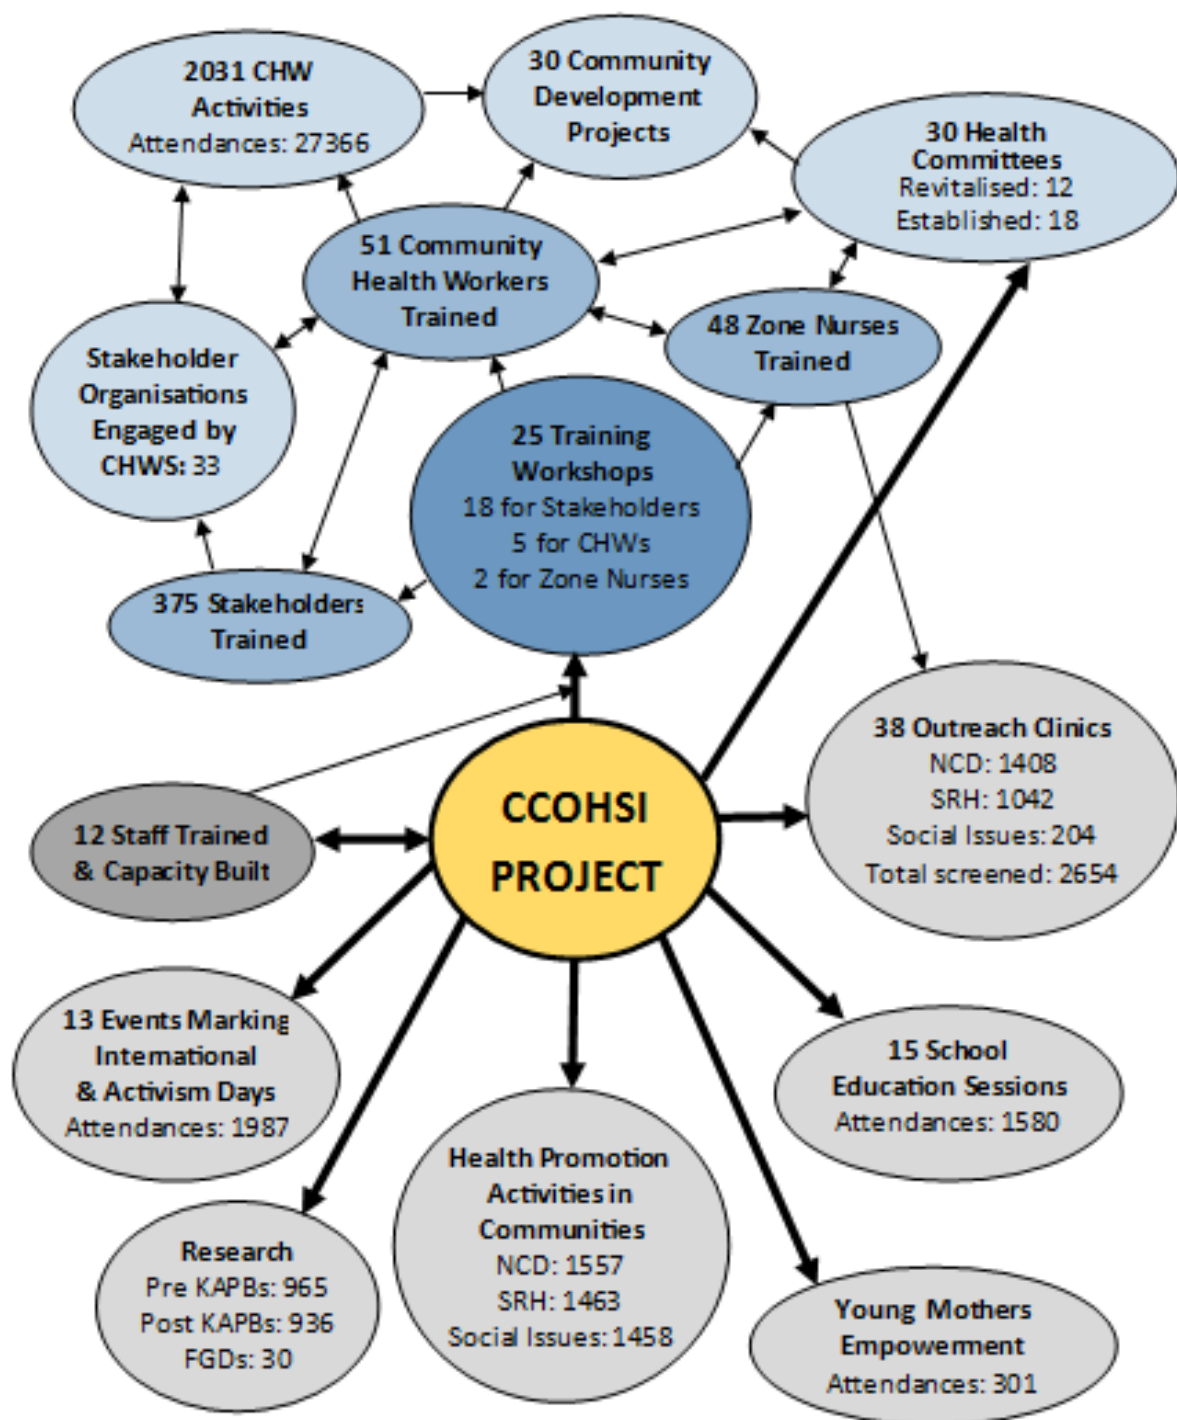 2031 CHW
Activities
Attendances: 27366
30 Community
Development
Projects
30 Health
Committees
Revitalised: 12
Established: 18
51 Community
Health Workers
Trained
48 Zone Nurses
Trained
Stakeholder
Organisations
Engaged by
CHWS: 33
25 Training
Workshops
18 for Stakeholders
5 for CHWs
2 for Zone Nurses
375 Stakeholders
Trained
38 Outreach Clinics
NCD: 1408
SRH: 1042
Social Issues: 204
Total screened: 2654
CCOHSI
PROJECT
12 Staff Trained
& Capacity Built
13 Events Marking
International
& Activism Days
Attendances: 1987
15 School
Education Sessions
Attendances: 1580
Health Promotion
Activities in
Communities
NCD: 1557
SRH: 1463
Social Issues: 1458
Research
Pre KAPBs: 965
Post KAPBs: 936
FGDs: 30
Young Mothers
Empowerment
Attendances: 301